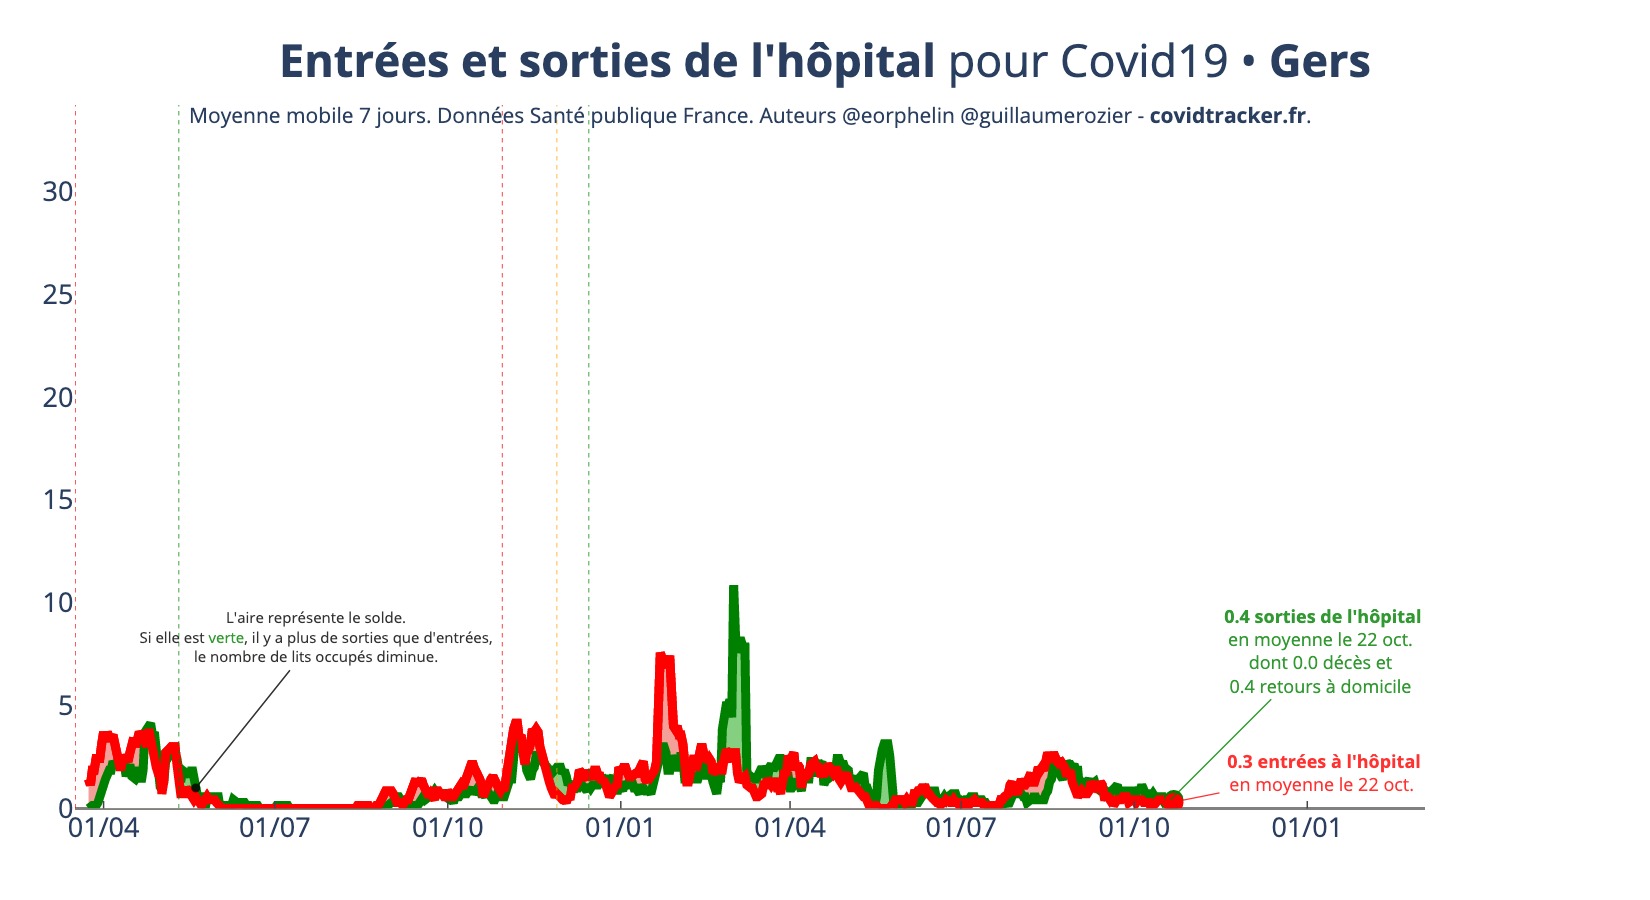 Entrées et sorties de l'hôpital pour Covid19 • Gers
Moyenne mobile 7 jours. Données Santé publique France. Auteurs @eorphelin @guillaumerozier - covidtracker.fr.
30
25
20
15
10
5
0
L'aire représente le solde.
Si elle est verte, il y a plus de sorties que d'entrées,
le nombre de lits occupés diminue.
0.4 sorties de l'hôpital
en moyenne le 22 oct.
dont 0.0 décès et
0.4 retours à domicile
0.3 entrées à l'hôpital
en moyenne le 22 oct.
01/04 01/07 01/10 01/01 01/04 01/07 01/10 01/01